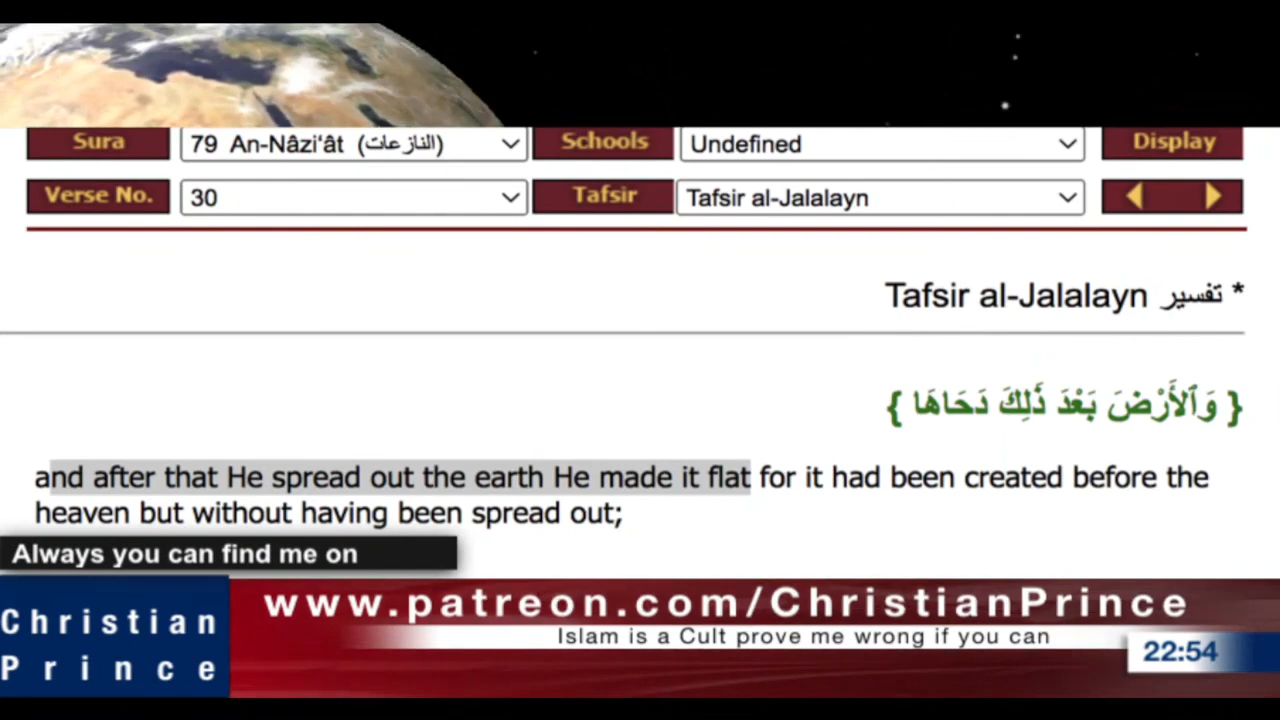 Sura
79 An-Nâzi‘ât (النازعات)
Schools
Undefined
Display
Verse No.
30
Tafsir
Tafsir al-Jalalayn
* تفسير Tafsir al-Jalalayn
{ وَٱلأَرْضَ بَعْدَ ذَٰلِكَ دَحَاهَا }
and after that He spread out the earth He made it flat for it had been created before the
heaven but without having been spread out;
Always you can find me on
Christian
Prince
www.patreon.com/ChristianPrince
Islam is a Cult prove me wrong if you can
22:54